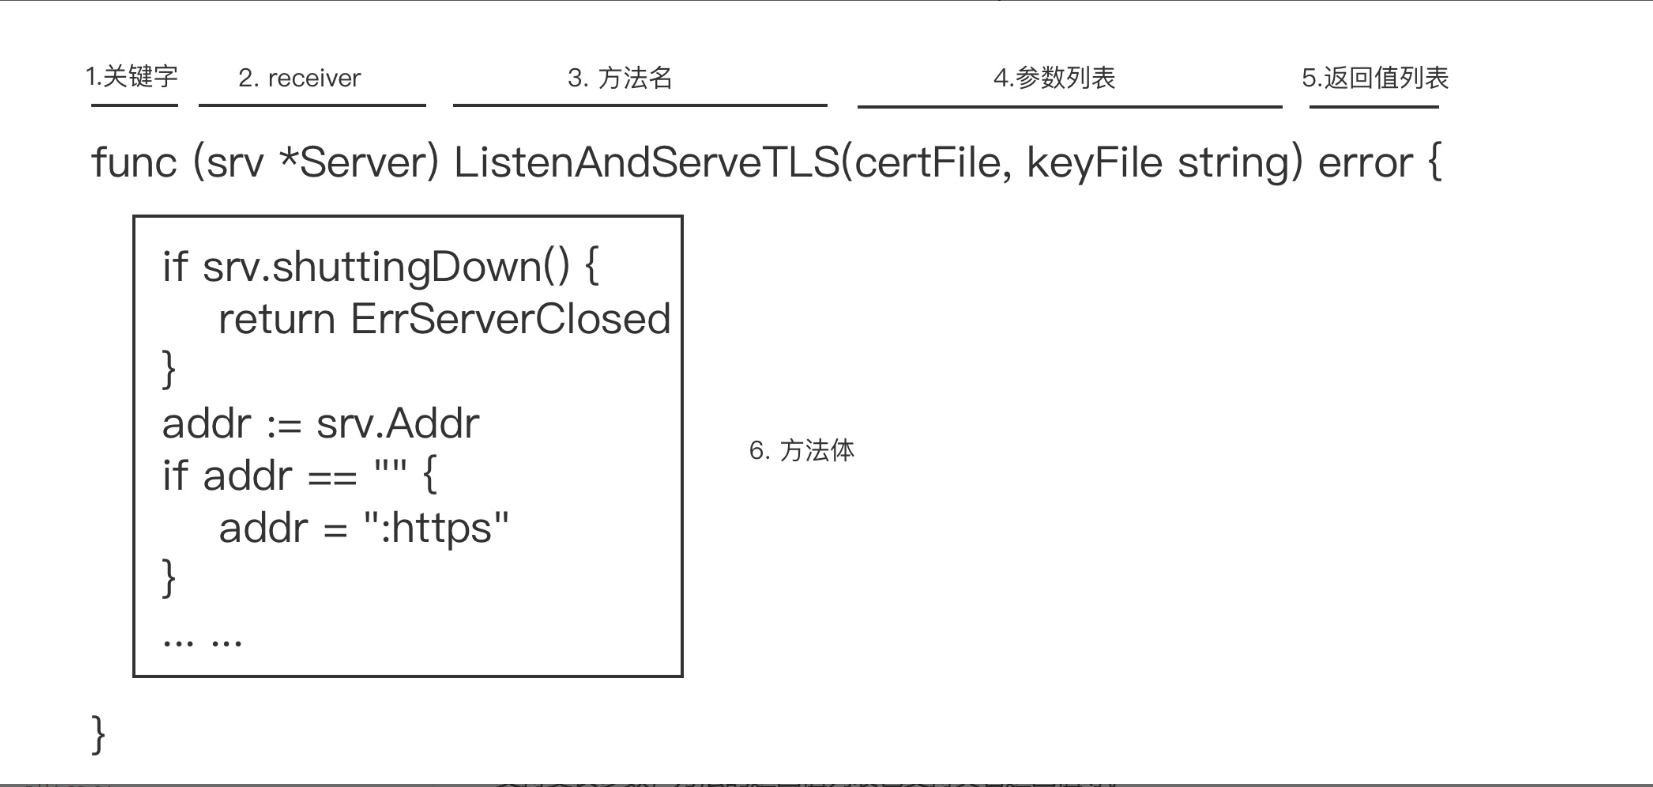 1.关键字 2. receiver 3. 方法名 4.参数列表 5.返回值列表
func (srv *Server) ListenAndServeTLS(certFile, keyFile string) error {
if srv.shuttingDown() {
return ErrServerClosed
}
addr := srv.Addr
if addr == "" {
6. 方法体
addr = ":https"
}
... ...
}